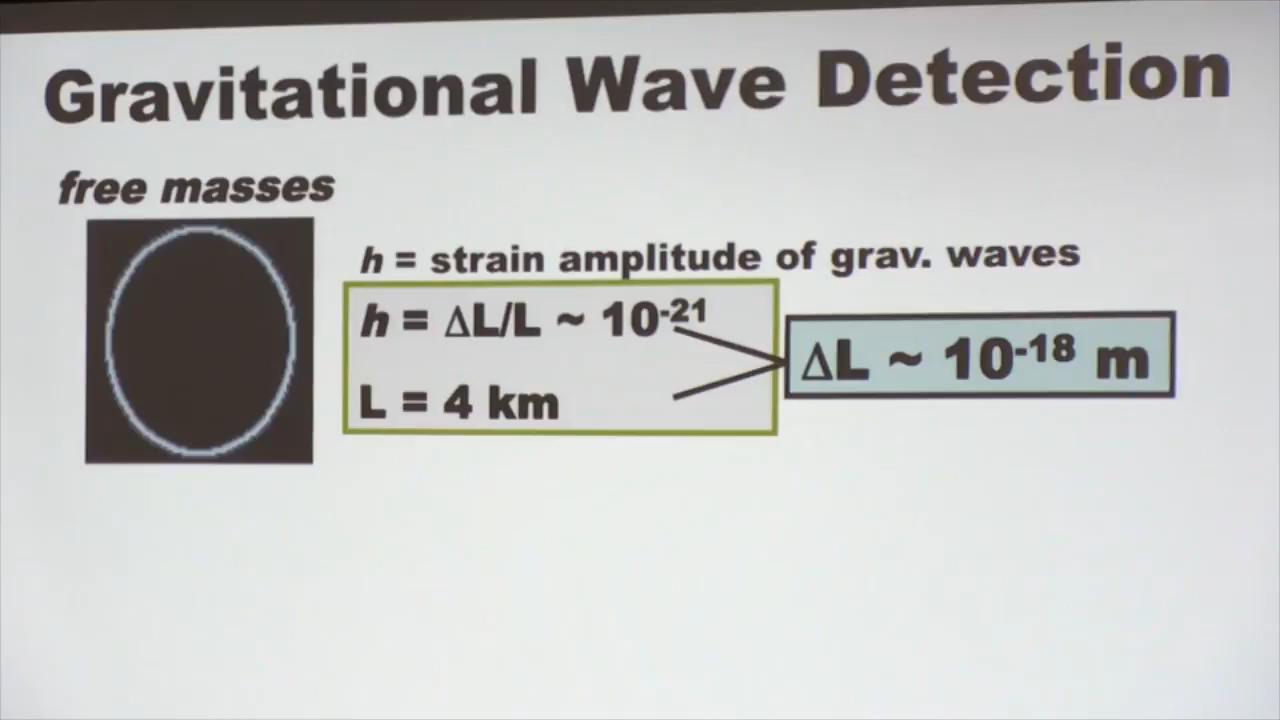 Gravitational Wave Detection
free masses
h = strain amplitude of grav. waves
h = ΔL/L ~ 10⁻²¹
L = 4 km
ΔL ~ 10⁻¹⁸ m